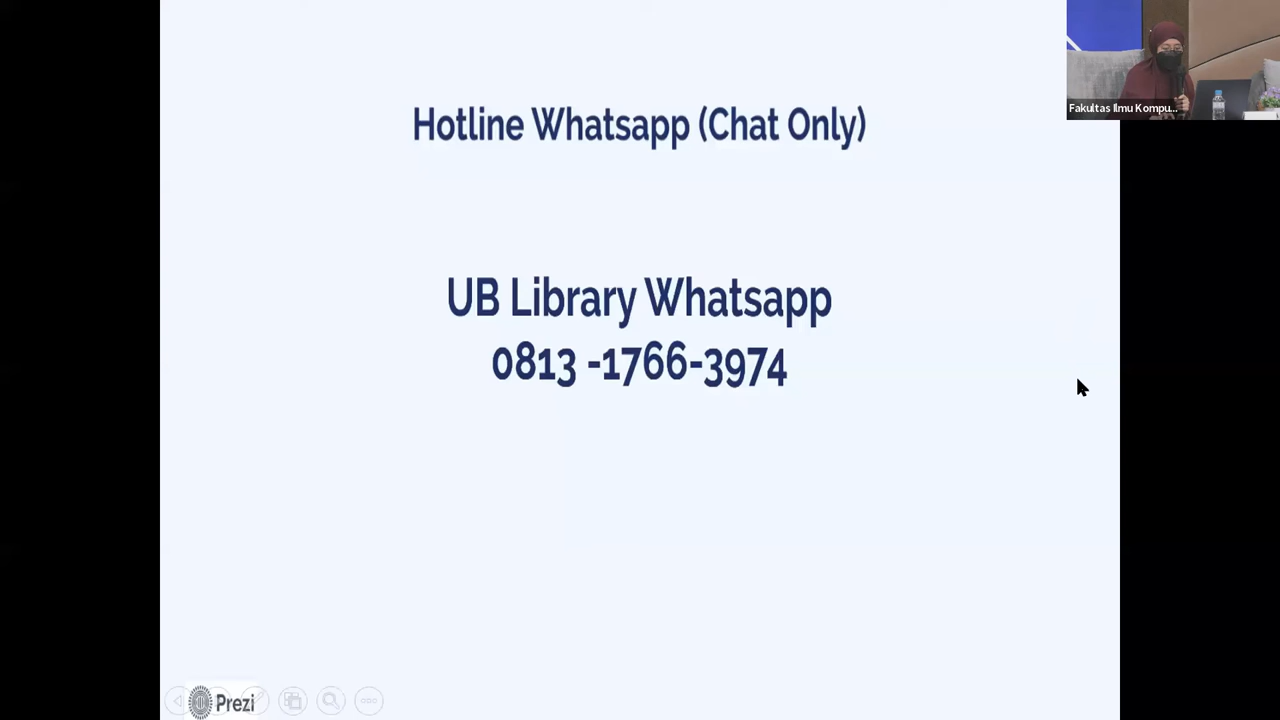 Hotline Whatsapp (Chat Only)
UB Library Whatsapp
0813 -1766-3974
Fakultas Ilmu Kompu...
Prezi